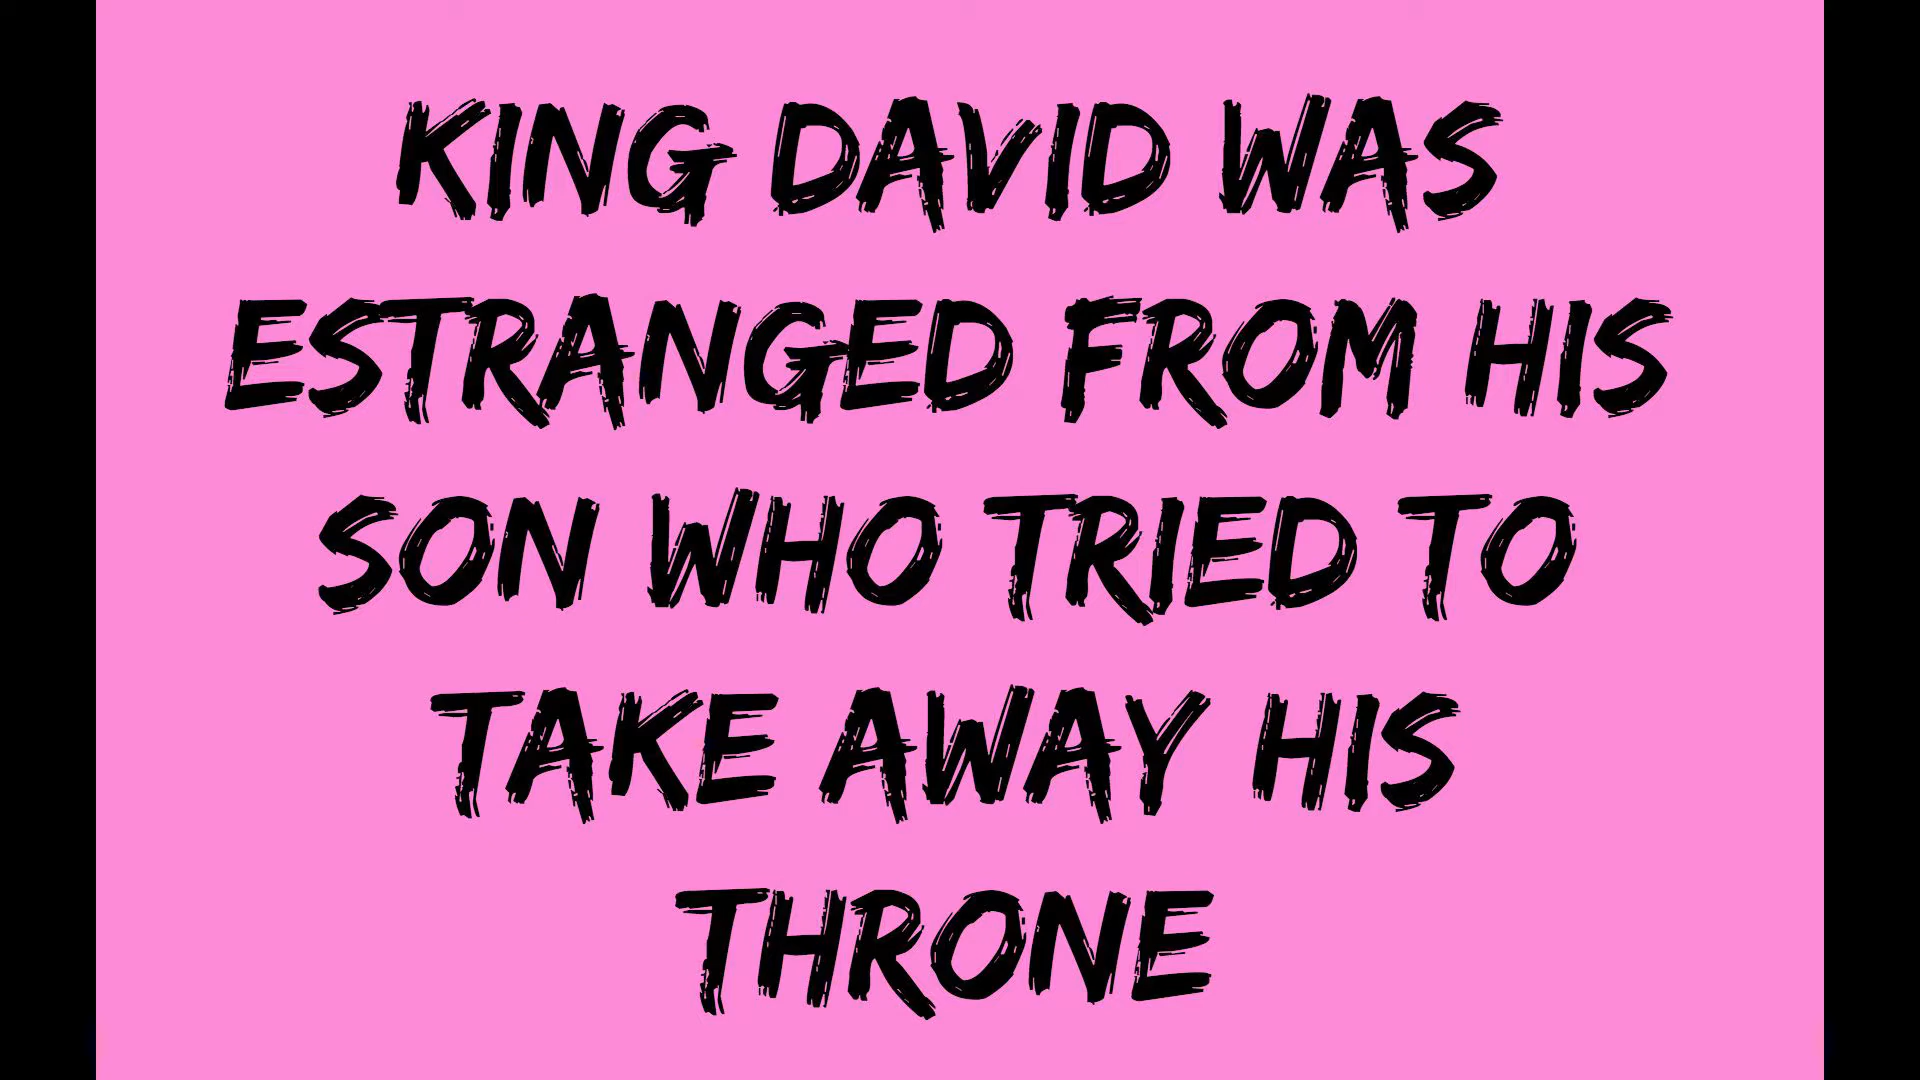 KING DAVID WAS
ESTRANGED FROM HIS
SON WHO TRIED TO
TAKE AWAY HIS
THRONE